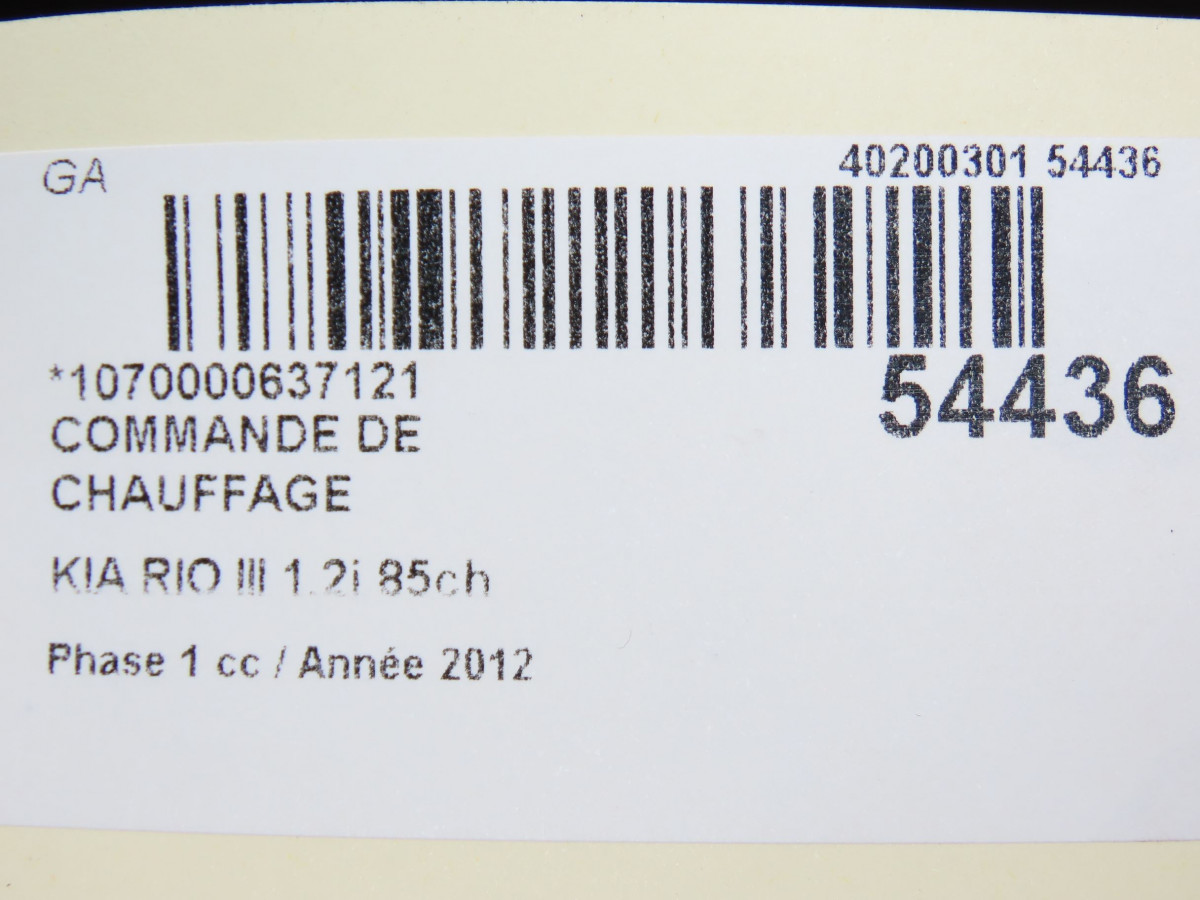 GA
40200301 54436
*1070000637121
54436
COMMANDE DE
CHAUFFAGE
KIA RIO III 1.2i 85ch
Phase 1 cc / Année 2012